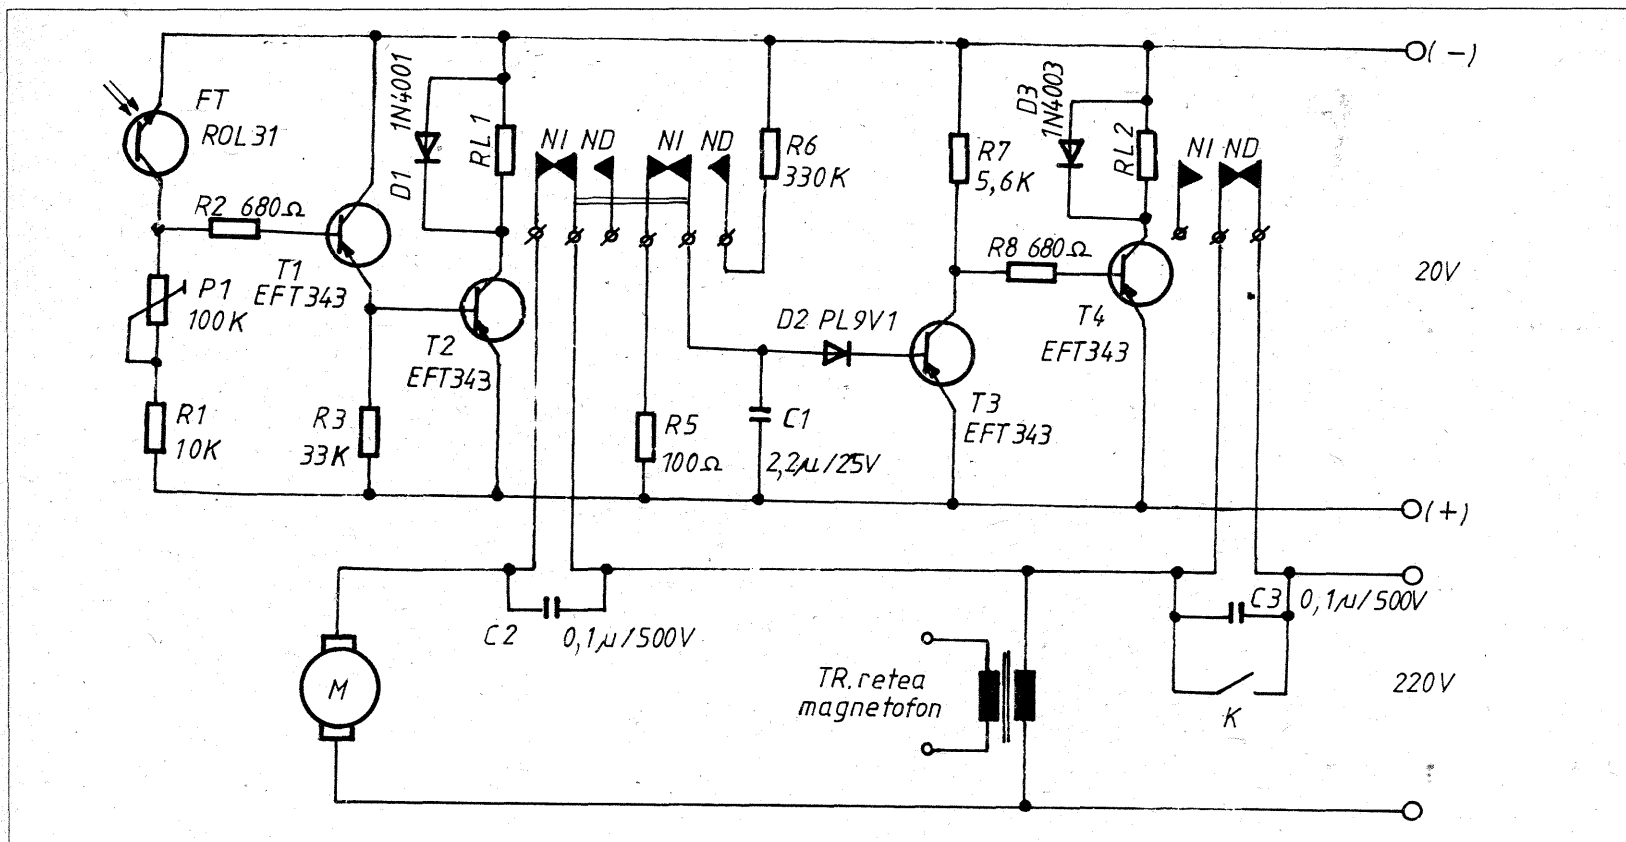 (-)
FT
ROL31
R2 680Ω
P1
100K
R1
10K
T1
EFT343
R3
33K
1N4001
D1
RL1
T2
EFT343
NI ND
NI ND
R6
330K
R5
100Ω
C1
2,2µ/25V
D2 PL9V1
R7
5,6K
T3
EFT343
R8 680Ω
D3
1N4003
RL2
T4
EFT343
NI ND
20V
(+)
C2
0,1µ/500V
M
TR. retea
magnetofon
C3 0,1µ/500V
K
220V